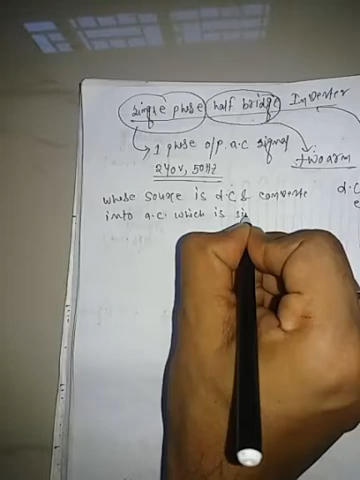 single phase half bridge Inverter
1 phase o/p a.c signal
240V, 50Hz
two arm
whose source is d.c & converte
d.c
into a.c. which is si